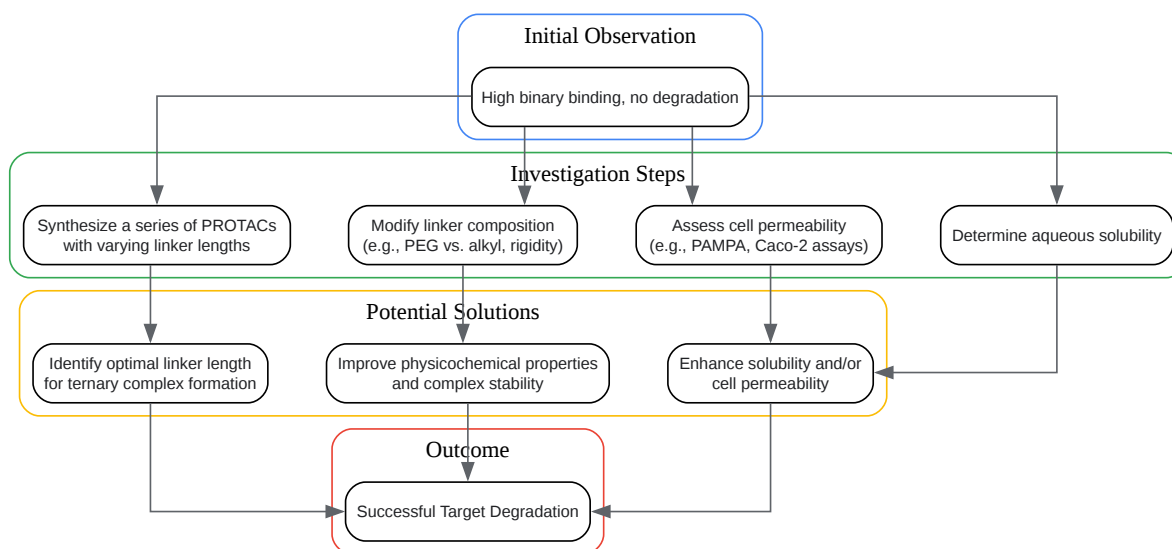 Initial Observation
High binary binding, no degradation
Investigation Steps
Synthesize a series of PROTACs
with varying linker lengths
Modify linker composition
(e.g., PEG vs. alkyl, rigidity)
Assess cell permeability
(e.g., PAMPA, Caco-2 assays)
Determine aqueous solubility
Potential Solutions
Identify optimal linker length
for ternary complex formation
Improve physicochemical properties
and complex stability
Enhance solubility and/or
cell permeability
Outcome
Successful Target Degradation